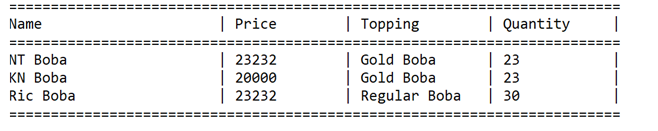 ==========================================================================
Name | Price | Topping | Quantity |
==========================================================================
NT Boba | 23232 | Gold Boba | 23 |
KN Boba | 20000 | Gold Boba | 23 |
Ric Boba | 23232 | Regular Boba | 30 |
==========================================================================